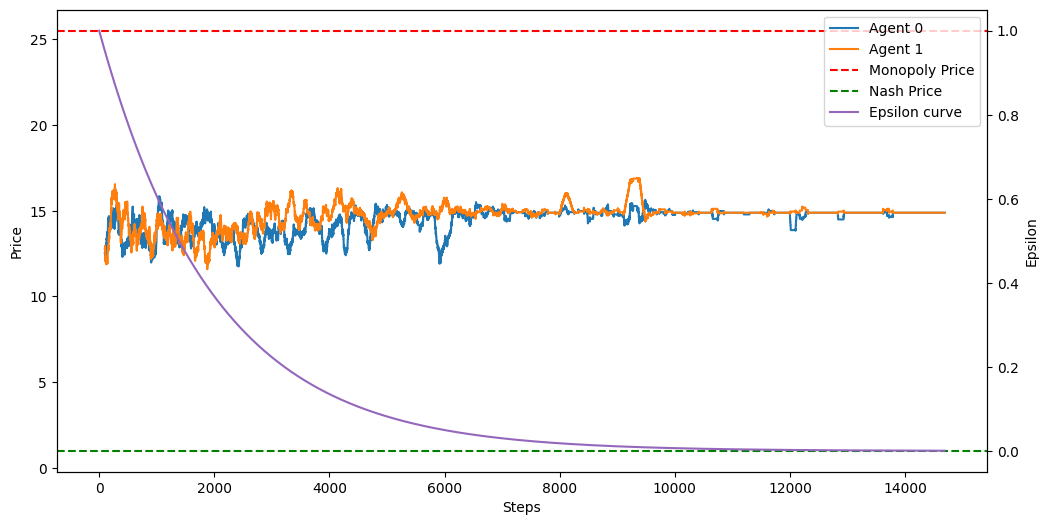 Agent 0
Agent 1
Monopoly Price
Nash Price
Epsilon curve
25
20
15
10
5
0
Price
1.0
0.8
0.6
0.4
0.2
0.0
Epsilon
0 2000 4000 6000 8000 10000 12000 14000
Steps